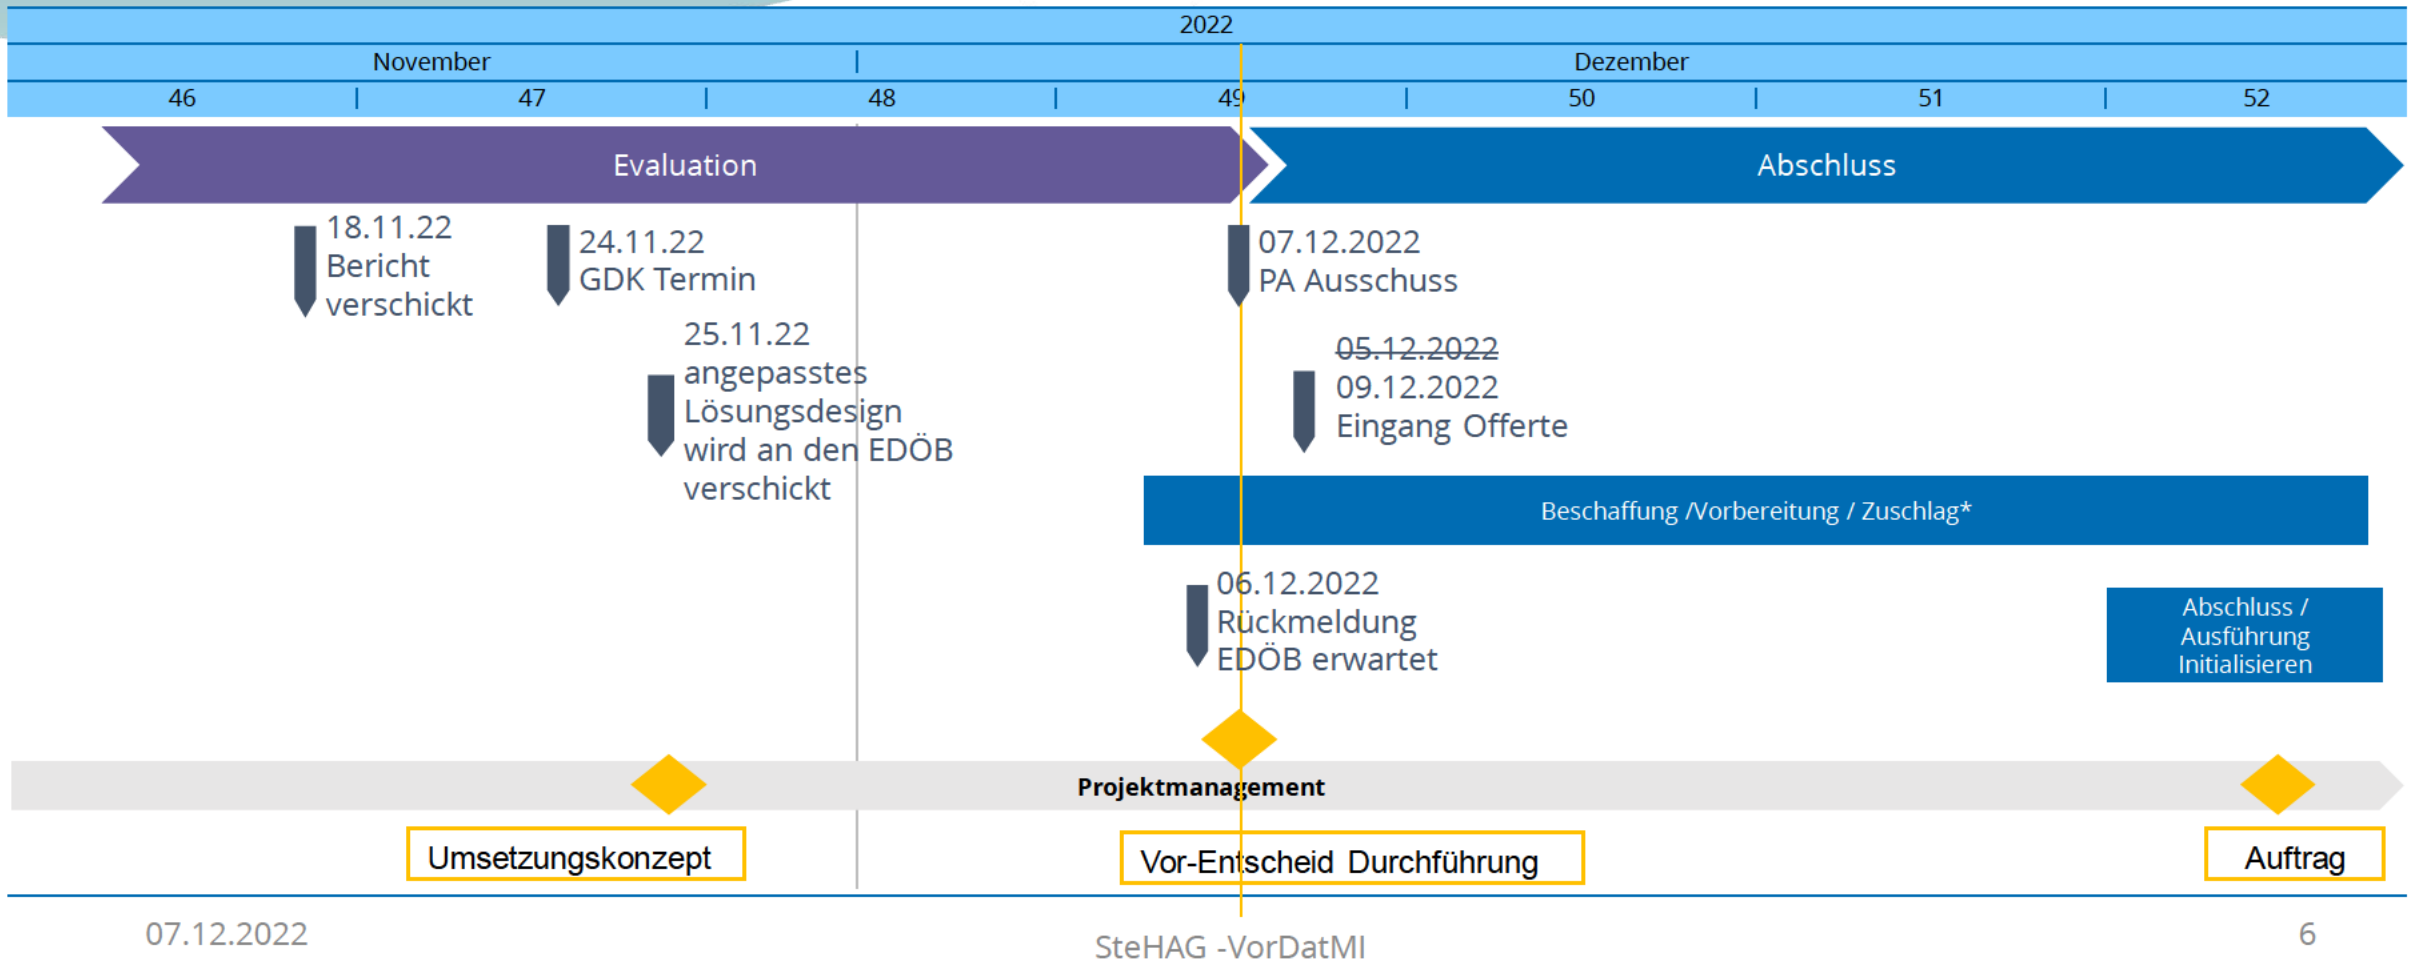 2022
November
Dezember
46
47
48
49
50
51
52
Evaluation
Abschluss
18.11.22
Bericht
verschickt
24.11.22
GDK Termin
25.11.22
angepasstes
Lösungsdesign
wird an den EDÖB
verschickt
07.12.2022
PA Ausschuss
05.12.2022
09.12.2022
Eingang Offerte
Beschaffung /Vorbereitung / Zuschlag*
06.12.2022
Rückmeldung
EDÖB erwartet
Abschluss /
Ausführung
Initialisieren
Projektmanagement
Umsetzungskonzept
Vor-Entscheid Durchführung
Auftrag
07.12.2022
SteHAG -VorDatMI
6